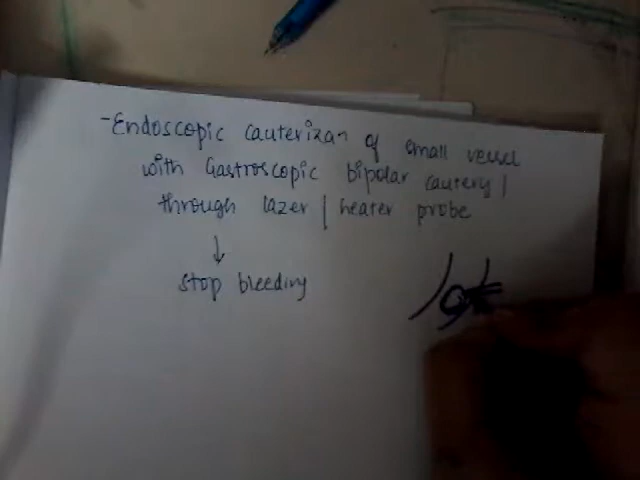 -Endoscopic cauterizan of small vessel
with Gastroscopic bipolar cautery |
through lazer | heater probe
↓
stop bleeding